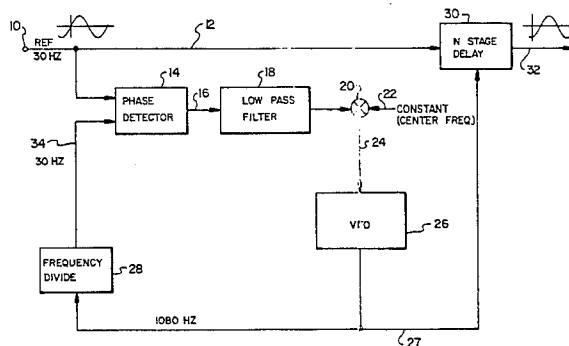 10
REF
30 HZ
12
30
N STAGE
DELAY
32
14
PHASE
DETECTOR
16
18
LOW PASS
FILTER
20
22
CONSTANT
(CENTER FREQ.)
24
34
30 HZ
26
FREQUENCY
DIVIDE
28
1080 HZ
27